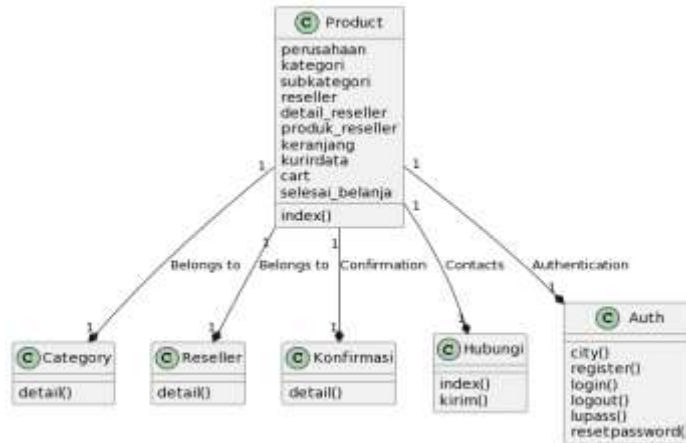 C Product
perusahaan
kategori
subkategori
reseller
detail_reseller
produk_reseller
keranjang
kurirdata
cart
selesai_belanja
index()
1 1
1 1 1
Belongs to Belongs to Confirmation Contacts Authentication
1 1 1 1 1
C Category
detail()
C Reseller
detail()
C Konfirmasi
detail()
C Hubungi
index()
kirim()
C Auth
city()
register()
login()
logout()
lupass()
resetpassword(